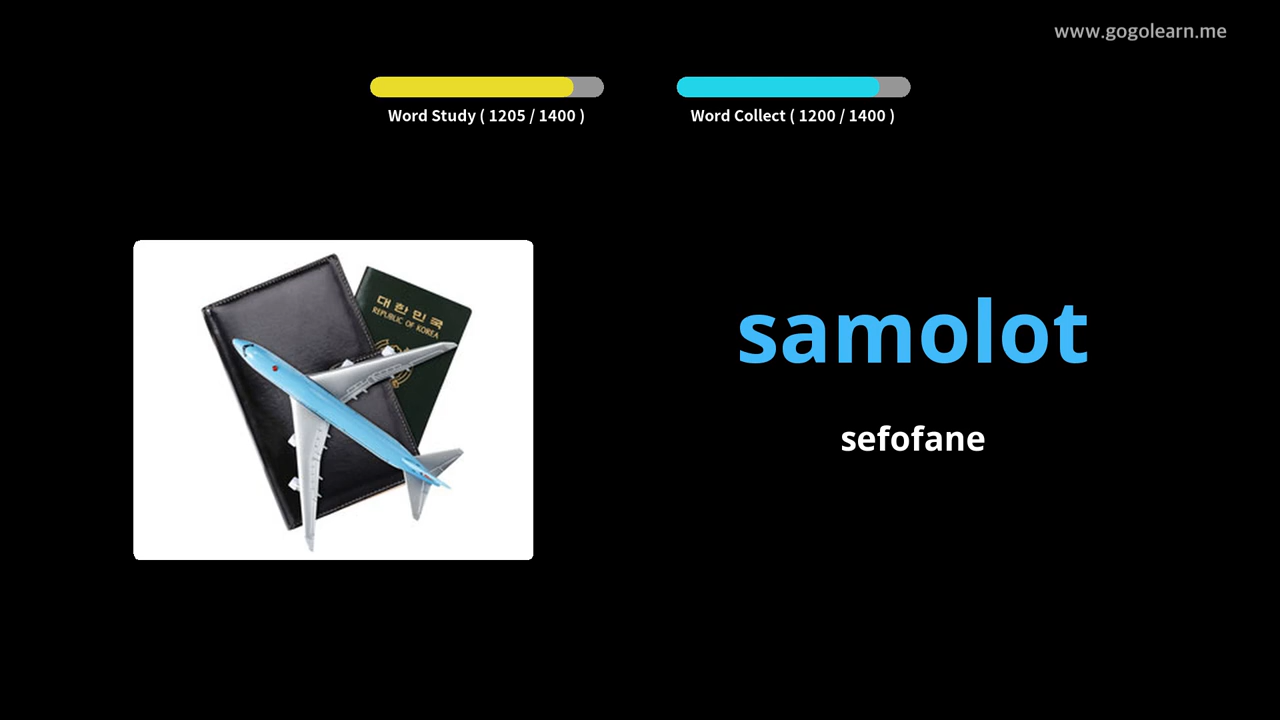 www.gogolearn.me
Word Study ( 1205 / 1400 )
Word Collect ( 1200 / 1400 )
대한민국
REPUBLIC OF KOREA
samolot
sefofane